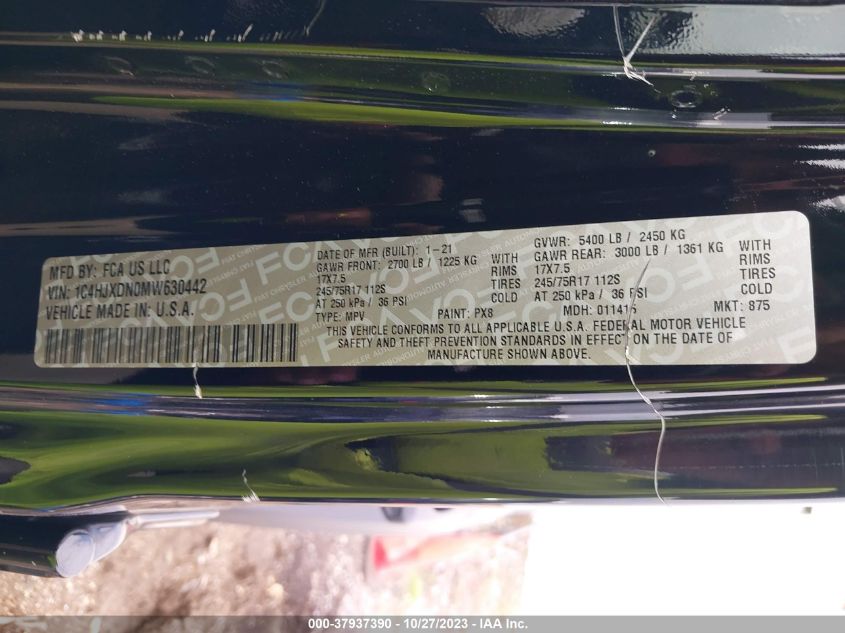 MFD BY: FCA US LLC
VIN: 1C4HJXDN0MW630442
VEHICLE MADE IN: U.S.A.
DATE OF MFR (BUILT): 1-21
GVWR: 5400 LB / 2450 KG
GAWR FRONT: 2700 LB / 1225 KG WITH
17X7.5 RIMS
245/75R17 112S TIRES
AT 250 kPa / 36 PSI COLD
GAWR REAR: 3000 LB / 1361 KG WITH
17X7.5 RIMS
245/75R17 112S TIRES
AT 250 kPa / 36 PSI COLD
TYPE: MPV PAINT: PX8 MDH: 011415 MKT: 875
THIS VEHICLE CONFORMS TO ALL APPLICABLE U.S.A. FEDERAL MOTOR VEHICLE
SAFETY AND THEFT PREVENTION STANDARDS IN EFFECT ON THE DATE OF
MANUFACTURE SHOWN ABOVE.
000-37937390 - 10/27/2023 - IAA Inc.